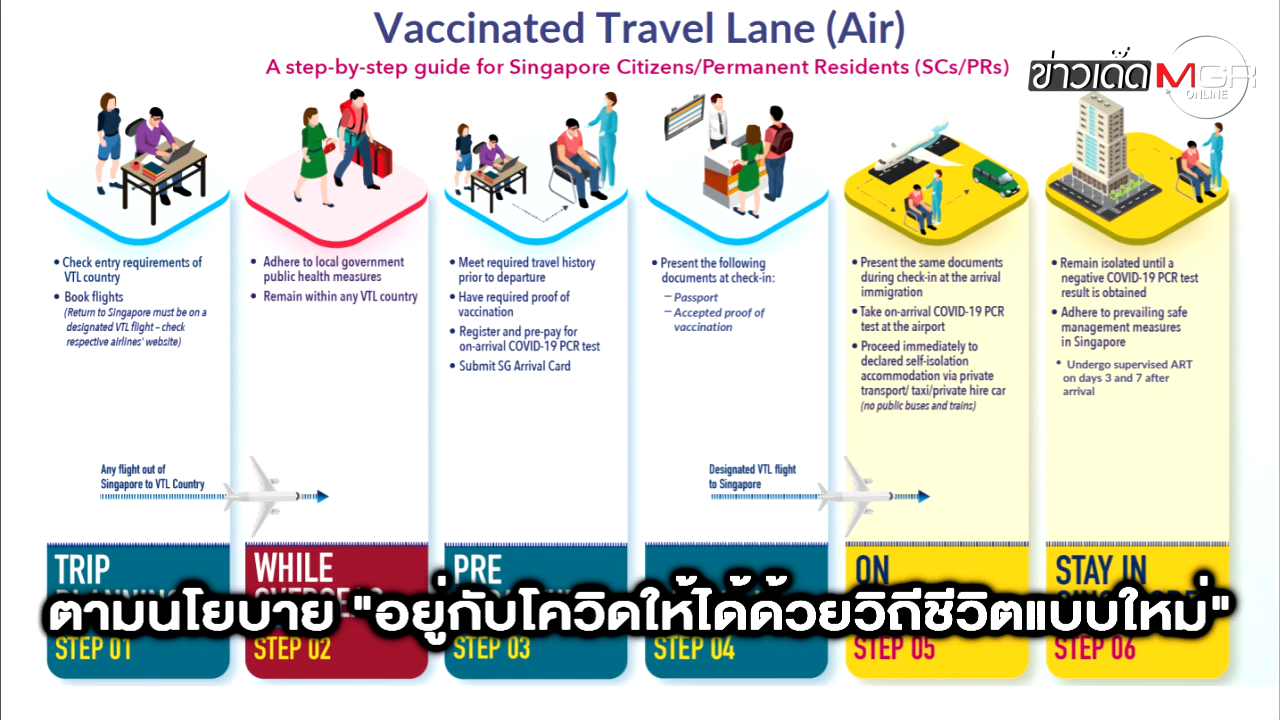 Vaccinated Travel Lane (Air)
A step-by-step guide for Singapore Citizens/Permanent Residents (SCs/PRs)
ข่าวเด็ด MGR
ONLINE
• Check entry requirements of
VTL country
• Book flights
(Return to Singapore must be on a
designated VTL flight – check
respective airlines' website)
Any flight out of
Singapore to VTL Country
TRIP
STEP 01
• Adhere to local government
public health measures
• Remain within any VTL country
WHILE
STEP 02
• Meet required travel history
prior to departure
• Have required proof of
vaccination
• Register and pre-pay for
on-arrival COVID-19 PCR test
• Submit SG Arrival Card
PRE
STEP 03
• Present the following
documents at check-in:
– Passport
– Accepted proof of
vaccination
Designated VTL flight
to Singapore
STEP 04
• Present the same documents
during check-in at the arrival
immigration
• Take on-arrival COVID-19 PCR
test at the airport
• Proceed immediately to
declared self-isolation
accommodation via private
transport/ taxi/private hire car
(no public buses and trains)
ON
STEP 05
• Remain isolated until a
negative COVID-19 PCR test
result is obtained
• Adhere to prevailing safe
management measures
in Singapore
• Undergo supervised ART
on days 3 and 7 after
arrival
STAY IN
STEP 06
ตามนโยบาย "อยู่กับโควิดให้ได้ด้วยวิถีชีวิตแบบใหม่"